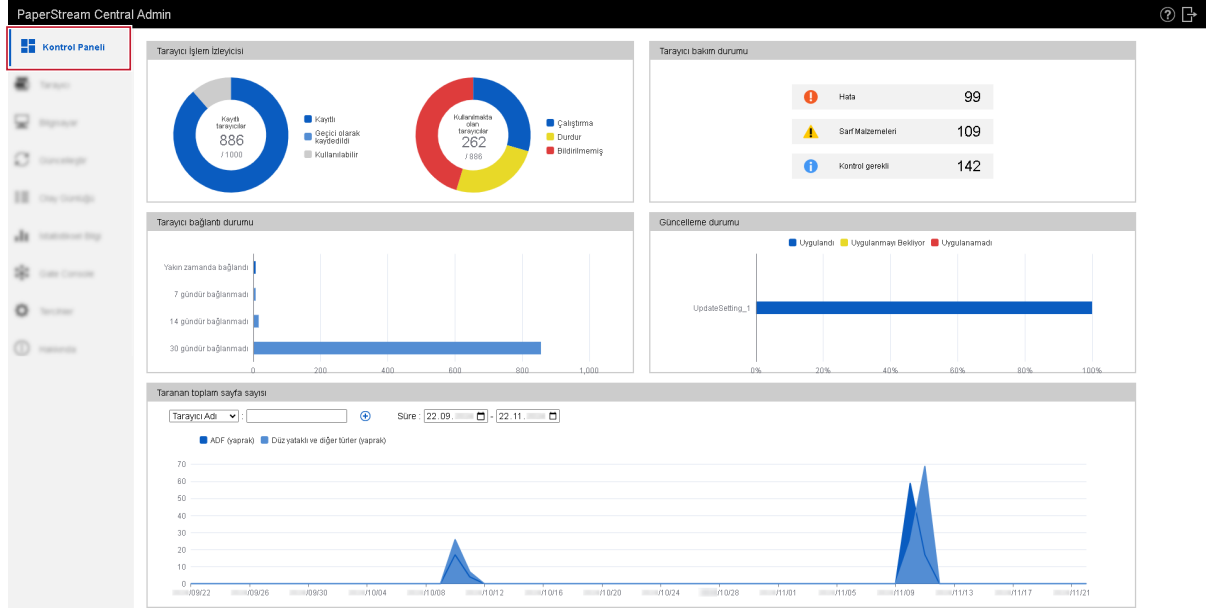 PaperStream Central Admin
Kontrol Paneli
Tarayıcı İşlem İzleyicisi
Kayıtlı
tarayıcılar
886
/ 1000
Kayıtlı
Geçici olarak
kaydedildi
Kullanılabilir
Kullanılmakta
olan
tarayıcılar
262
/ 886
Çalıştırma
Durdur
Bildirilmemiş
Tarayıcı bakım durumu
Hata 99
Sarf Malzemeleri 109
Kontrol gerekli 142
Tarayıcı bağlantı durumu
Yakın zamanda bağlandı
7 gündür bağlanmadı
14 gündür bağlanmadı
30 gündür bağlanmadı
0 200 400 600 800 1,000
Güncelleme durumu
Uygulandı Uygulanmayı Bekliyor Uygulanamadı
UpdateSetting_1
0% 20% 40% 60% 80% 100%
Taranan toplam sayfa sayısı
Tarayıcı Adı : Süre : 22.09. - 22.11.
ADF (yaprak) Düz yataklı ve diğer türler (yaprak)
70
60
50
40
30
20
10
0
/09/22 /09/26 /09/30 /10/04 /10/08 /10/12 /10/16 /10/20 /10/24 /10/28 /11/01 /11/05 /11/09 /11/13 /11/17 /11/21